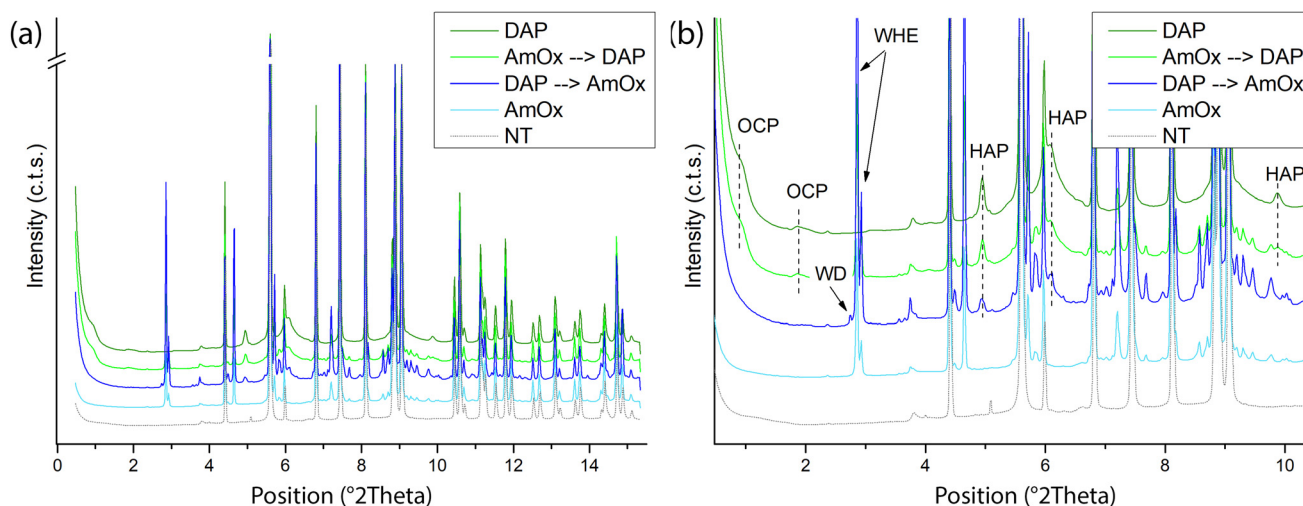 (a)
DAP
AmOx --> DAP
DAP --> AmOx
AmOx
NT
Intensity (c.t.s.)
0 2 4 6 8 10 12 14
Position (°2Theta)
(b)
DAP
AmOx --> DAP
DAP --> AmOx
AmOx
NT
WHE
OCP
OCP
HAP
HAP
HAP
WD
Intensity (c.t.s.)
2 4 6 8 10
Position (°2Theta)